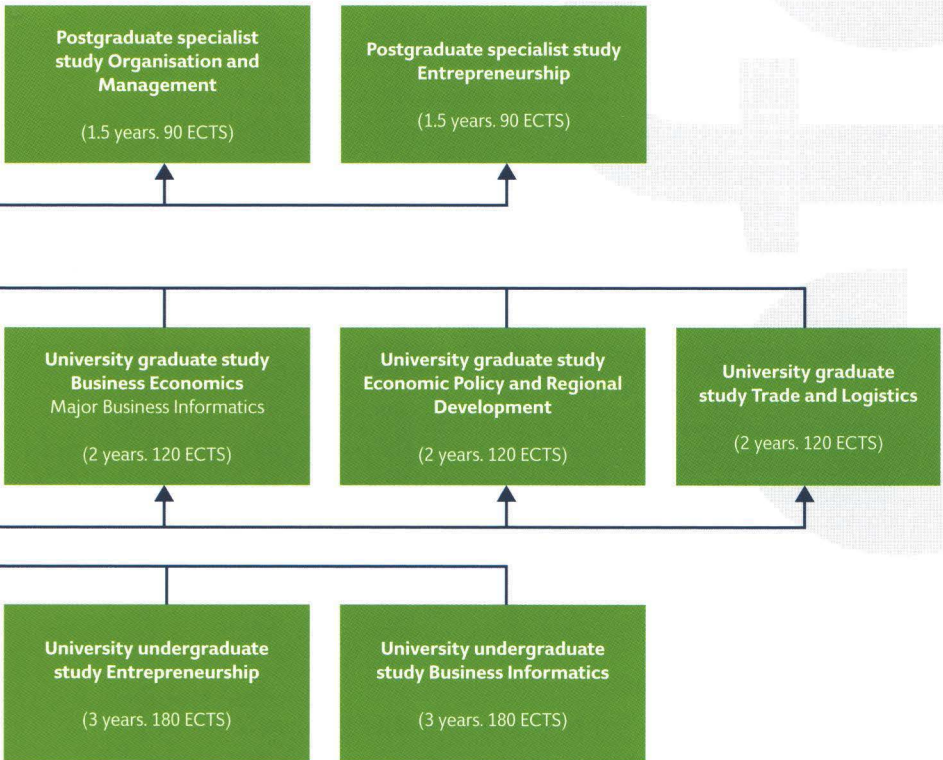 Postgraduate specialist
study Organisation and
Management
(1.5 years. 90 ECTS)
Postgraduate specialist study
Entrepreneurship
(1.5 years. 90 ECTS)
University graduate study
Business Economics
Major Business Informatics
(2 years. 120 ECTS)
University graduate study
Economic Policy and Regional
Development
(2 years. 120 ECTS)
University graduate
study Trade and Logistics
(2 years. 120 ECTS)
University undergraduate
study Entrepreneurship
(3 years. 180 ECTS)
University undergraduate
study Business Informatics
(3 years. 180 ECTS)